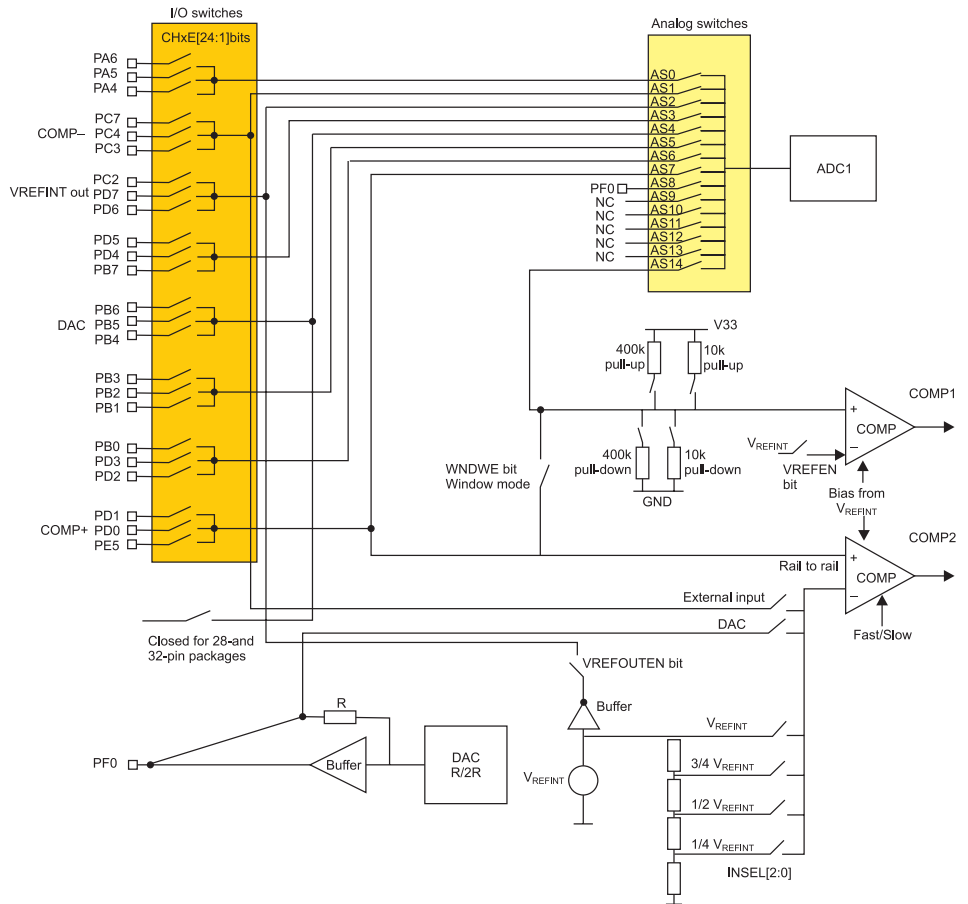 I/O switches
CHxE[24:1]bits
PA6
PA5
PA4
COMP–
PC7
PC4
PC3
VREFINT out
PC2
PD7
PD6
PD5
PD4
PB7
DAC
PB6
PB5
PB4
PB3
PB2
PB1
PB0
PD3
PD2
COMP+
PD1
PD0
PE5
Closed for 28-and
32-pin packages
Analog switches
AS0
AS1
AS2
AS3
AS4
AS5
AS6
AS7
PF0
AS8
NC
AS9
NC
AS10
NC
AS11
NC
AS12
NC
AS13
AS14
ADC1
V33
400k
pull-up
10k
pull-up
400k
pull-down
10k
pull-down
GND
WNDWE bit
Window mode
COMP1
+
COMP
–
VREFINT
VREFEN
bit
Bias from
VREFINT
COMP2
Rail to rail
+
COMP
–
Fast/Slow
External input
DAC
VREFOUTEN bit
Buffer
VREFINT
VREFINT
3/4 VREFINT
1/2 VREFINT
1/4 VREFINT
INSEL[2:0]
R
PF0
Buffer
DAC
R/2R